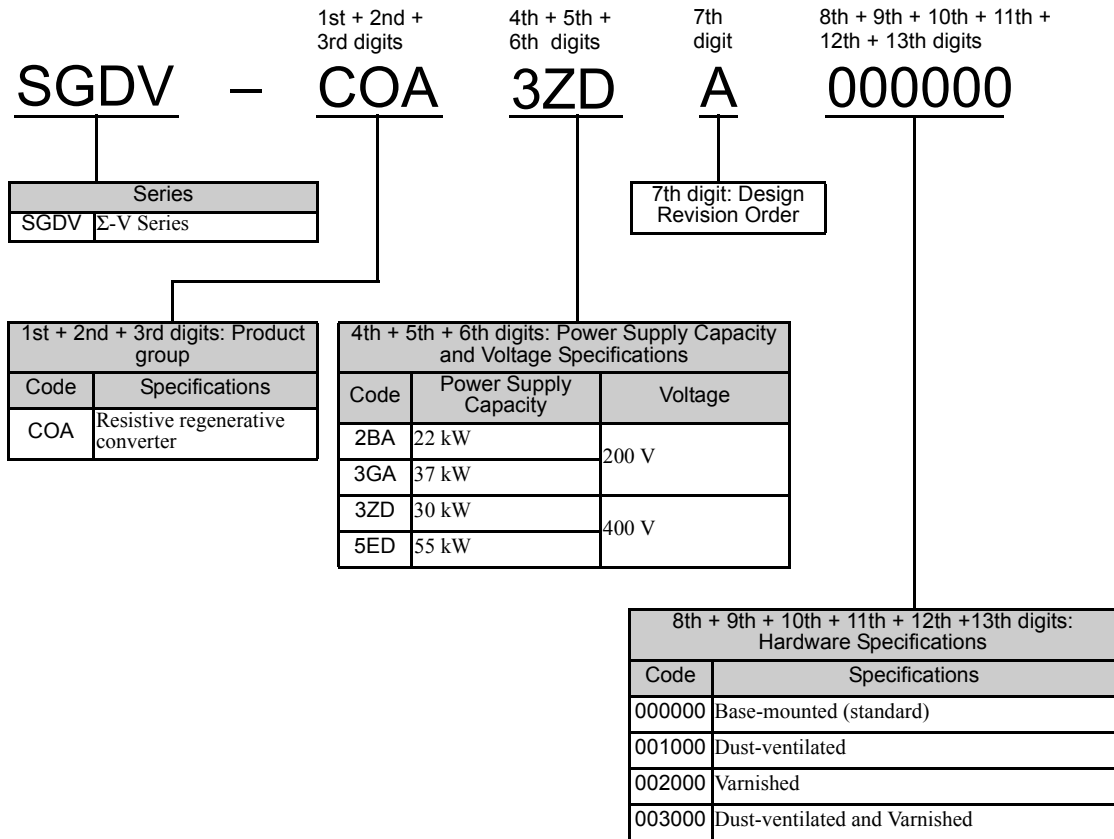 1st + 2nd +
3rd digits
4th + 5th +
6th digits
7th
digit
8th + 9th + 10th + 11th +
12th + 13th digits
SGDV – COA 3ZD A 000000
Series
SGDV Σ-V Series
7th digit: Design
Revision Order
1st + 2nd + 3rd digits: Product
group
Code Specifications
COA Resistive regenerative
converter
4th + 5th + 6th digits: Power Supply Capacity
and Voltage Specifications
Code Power Supply
Capacity Voltage
2BA 22 kW 200 V
3GA 37 kW
3ZD 30 kW 400 V
5ED 55 kW
8th + 9th + 10th + 11th + 12th +13th digits:
Hardware Specifications
Code Specifications
000000 Base-mounted (standard)
001000 Dust-ventilated
002000 Varnished
003000 Dust-ventilated and Varnished